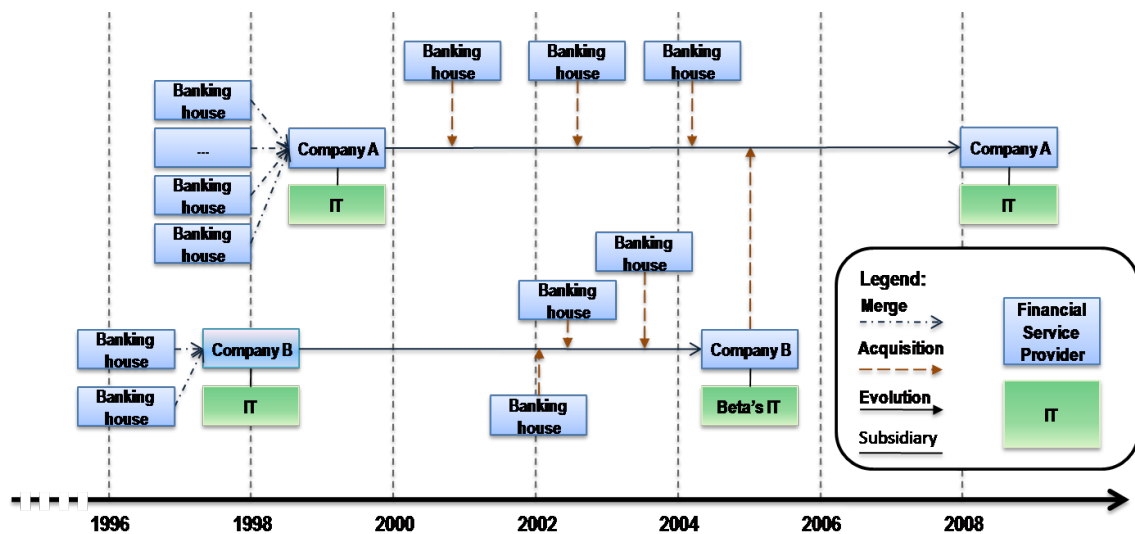 Banking
house
Banking
house
Banking
house
Banking
house
---
Company A
Company A
Banking
house
IT
IT
Banking
house
Banking
house
Legend:
Merge
Financial
Service
Provider
Banking
house
Banking
house
Company B
Company B
Acquisition
Banking
house
IT
Banking
house
Beta's IT
Evolution
IT
Subsidiary
1996
1998
2000
2002
2004
2006
2008